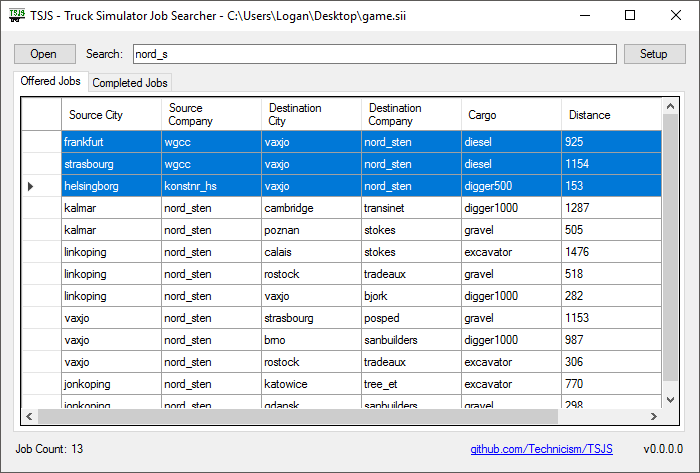 TSJS - Truck Simulator Job Searcher - C:\Users\Logan\Desktop\game.sii
Open Search: nord_s Setup
Offered Jobs Completed Jobs
Source City Source Company Destination City Destination Company Cargo Distance
frankfurt wgcc vaxjo nord_sten diesel 925
strasbourg wgcc vaxjo nord_sten diesel 1154
helsingborg konstnr_hs vaxjo nord_sten digger500 153
kalmar nord_sten cambridge transinet digger1000 1287
kalmar nord_sten poznan stokes gravel 505
linkoping nord_sten calais stokes excavator 1476
linkoping nord_sten rostock tradeaux gravel 518
linkoping nord_sten vaxjo bjork digger1000 282
vaxjo nord_sten strasbourg posped gravel 1153
vaxjo nord_sten brno sanbuilders digger1000 987
vaxjo nord_sten rostock tradeaux excavator 306
jonkoping nord_sten katowice tree_et excavator 770
jonkoping nord_sten gdansk sanbuilders gravel 298
Job Count: 13 github.com/Technicism/TSJS v0.0.0.0